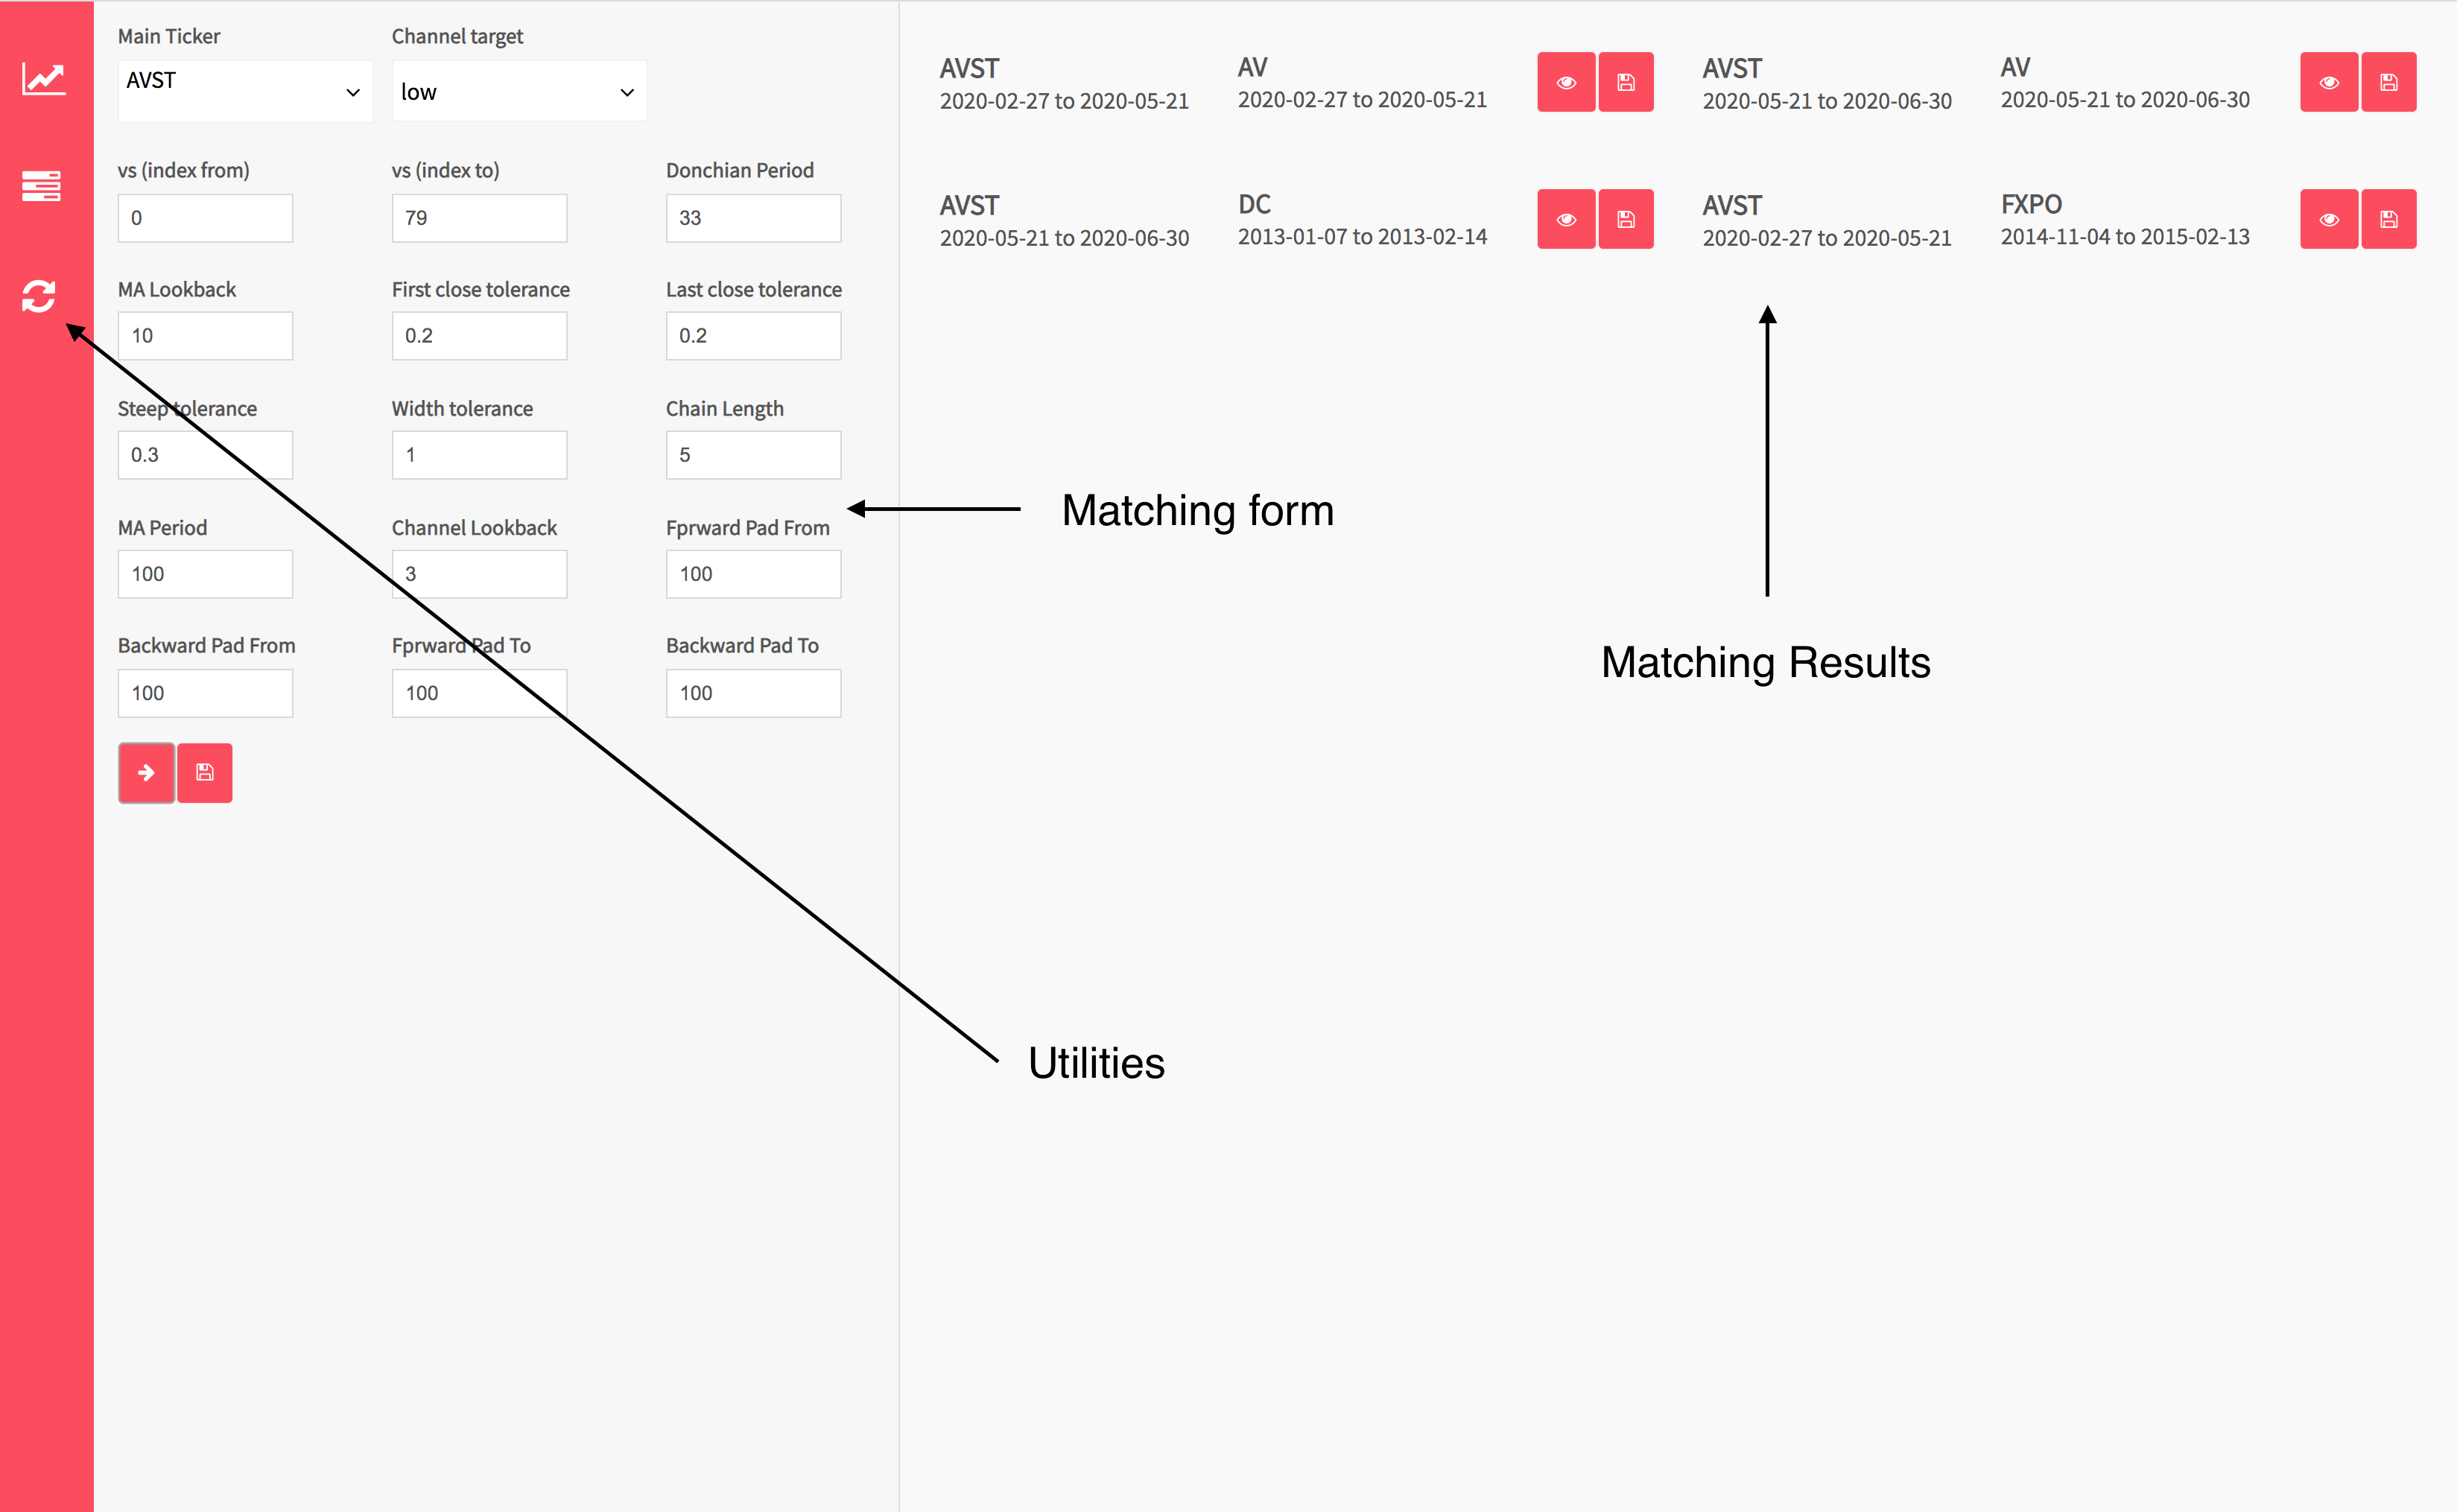 Main Ticker
Channel target
AVST
low
vs (index from)
vs (index to)
Donchian Period
0
79
33
MA Lookback
First close tolerance
Last close tolerance
10
0.2
0.2
Steep tolerance
Width tolerance
Chain Length
0.3
1
5
MA Period
Channel Lookback
Fprward Pad From
100
3
100
Backward Pad From
Fprward Pad To
Backward Pad To
100
100
100
AVST
2020-02-27 to 2020-05-21
AV
2020-02-27 to 2020-05-21
AVST
2020-05-21 to 2020-06-30
AV
2020-05-21 to 2020-06-30
AVST
2020-05-21 to 2020-06-30
DC
2013-01-07 to 2013-02-14
AVST
2020-02-27 to 2020-05-21
FXPO
2014-11-04 to 2015-02-13
Matching form
Matching Results
Utilities